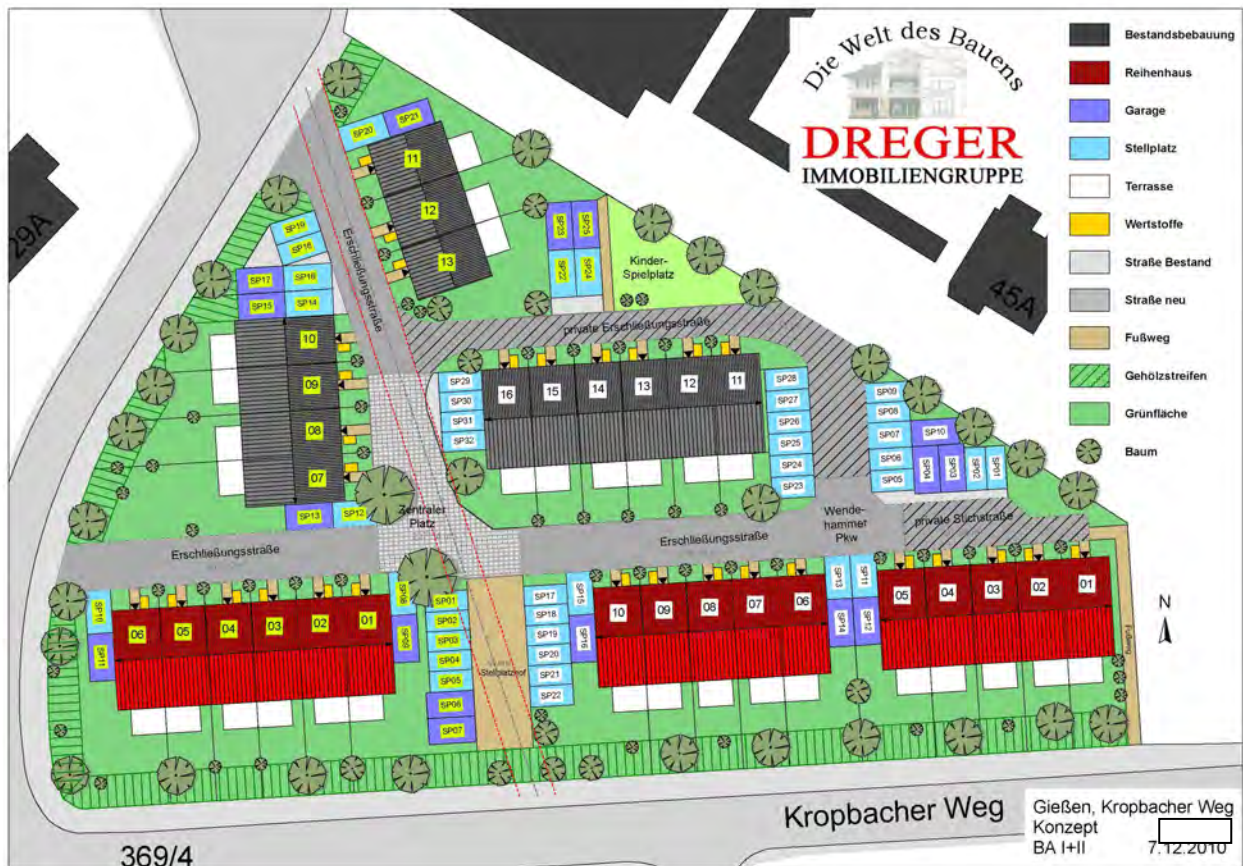 Die Welt des Bauens
DREGER
IMMOBILIENGRUPPE
Bestandsbebauung
Reihenhaus
Garage
Stellplatz
Terrasse
Wertstoffe
Straße Bestand
Straße neu
Fußweg
Gehölzstreifen
Grünfläche
Baum
29A
45A
SP20
SP21
11
12
13
SP19
SP18
SP17
SP16
SP15
SP14
Erschließungsstraße
SP23
SP25
SP22
SP24
Kinder-
Spielplatz
private Erschließungsstraße
10
09
08
07
SP13
SP12
SP29
SP30
SP31
SP32
16
15
14
13
12
11
SP28
SP27
SP26
SP25
SP24
SP23
SP09
SP08
SP07
SP06
SP05
SP10
SP04
SP03
SP02
SP01
Zentraler
Platz
Erschließungsstraße
Erschließungsstraße
Wende-
hammer
Pkw
private Stichstraße
SP10
SP11
06
05
04
03
02
01
SP08
SP09
SP01
SP02
SP03
SP04
SP05
SP06
SP07
Stellplatzhof
SP17
SP18
SP19
SP20
SP21
SP22
SP15
SP16
10
09
08
07
06
SP13
SP11
SP14
SP12
05
04
03
02
01
Fußweg
N
Kropbacher Weg
369/4
Gießen, Kropbacher Weg
Konzept
BA I+II 7.12.2010